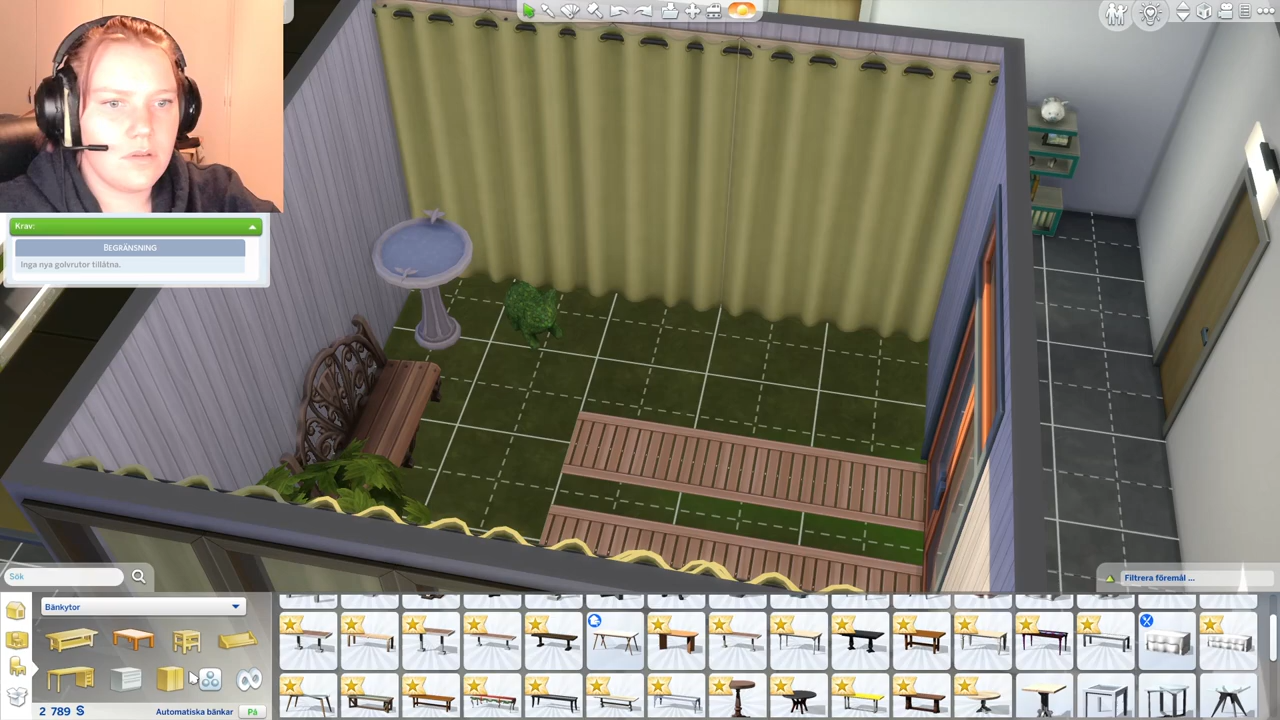 Krav:
BEGRÄNSNING
Inga nya golvrutor tillåtna.
Sök
Filtrera föremål ...
Bänkytor
2 789 $
Automatiska bänkar
På